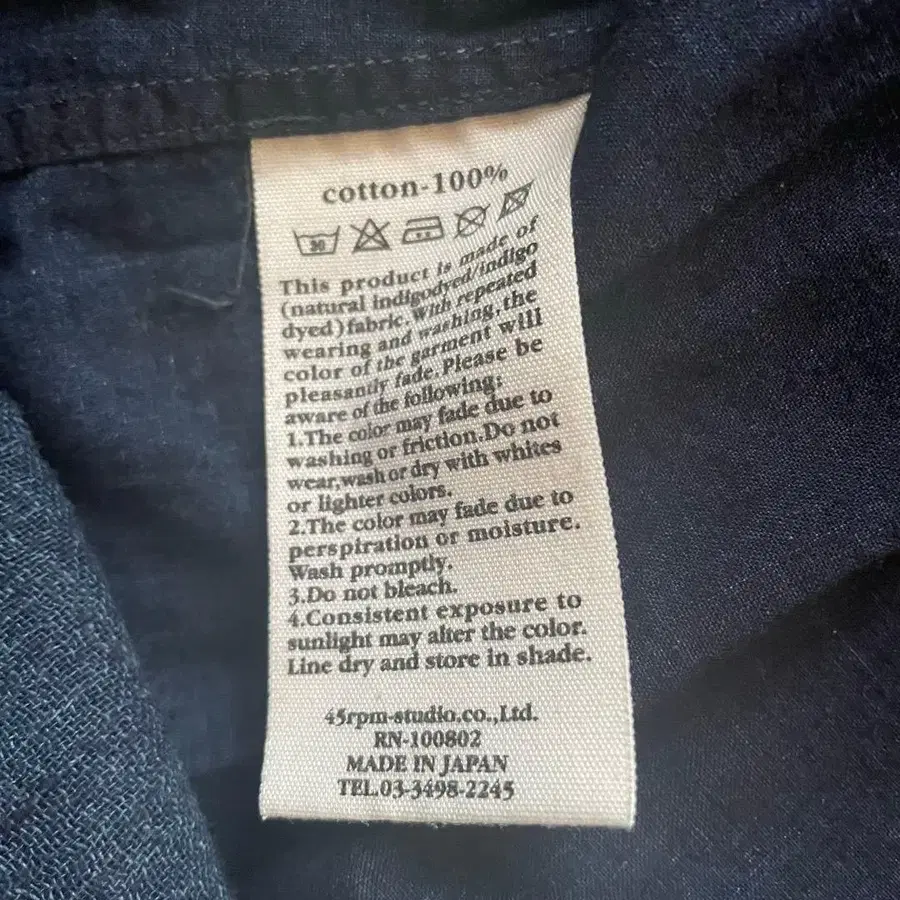 cotton-100%
30
This product is made of
(natural indigodyed/indigo
dyed)fabric.With repeated
wearing and washing,the
color of the garment will
pleasantly fade.Please be
aware of the following:
1.The color may fade due to
washing or friction.Do not
wear,wash or dry with whites
or lighter colors.
2.The color may fade due to
perspiration or moisture.
Wash promptly.
3.Do not bleach.
4.Consistent exposure to
sunlight may alter the color.
Line dry and store in shade.
45rpm-studio.co.,Ltd.
RN-100802
MADE IN JAPAN
TEL.03-3498-2245